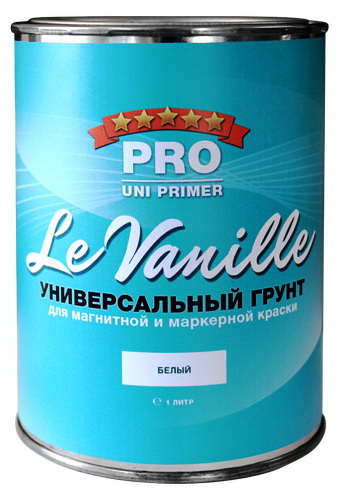 PRO
UNI PRIMER
Le Vanille
УНИВЕРСАЛЬНЫЙ ГРУНТ
для магнитной и маркерной краски
БЕЛЫЙ
℮ 1 ЛИТР